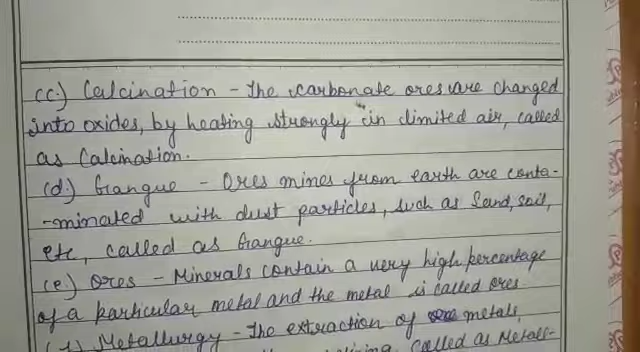 (c.) Calcination - The carbonate ores are changed
into oxides, by heating strongly in limited air, called
as Calcination.
(d.) Gangue - Ores mines from earth are conta-
-minated with dust particles, such as Sand, soil,
etc, called as Gangue.
(e.) Ores - Minerals contain a very high percentage
of a particular metal and the metal is called ores
(f.) Metallurgy - The extraction of metals
called as Metall-